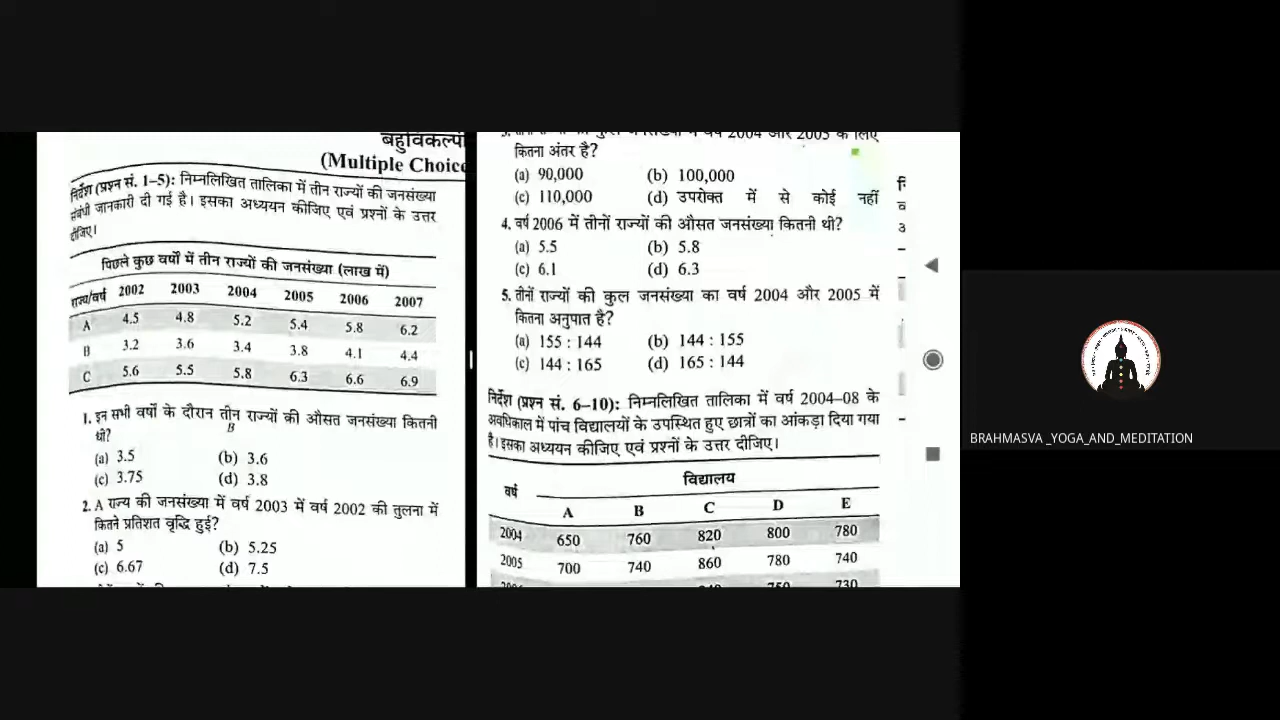 बहुविकल्पी
(Multiple Choice
निर्देश (प्रश्न सं. 1–5): निम्नलिखित तालिका में तीन राज्यों की जनसंख्या
संबंधी जानकारी दी गई है। इसका अध्ययन कीजिए एवं प्रश्नों के उत्तर
दीजिए।
पिछले कुछ वर्षों में तीन राज्यों की जनसंख्या (लाख में)
राज्य/वर्ष 2002 2003 2004 2005 2006 2007
A 4.5 4.8 5.2 5.4 5.8 6.2
B 3.2 3.6 3.4 3.8 4.1 4.4
C 5.6 5.5 5.8 6.3 6.6 6.9
1. इन सभी वर्षों के दौरान तीन राज्यों की औसत जनसंख्या कितनी
B
थी?
(a) 3.5 (b) 3.6
(c) 3.75 (d) 3.8
2. A राज्य की जनसंख्या में वर्ष 2003 में वर्ष 2002 की तुलना में
कितने प्रतिशत वृद्धि हुई?
(a) 5 (b) 5.25
(c) 6.67 (d) 7.5
2004 और 2005 के लिए
कितना अंतर है?
(a) 90,000 (b) 100,000
(c) 110,000 (d) उपरोक्त में से कोई नहीं
4. वर्ष 2006 में तीनों राज्यों की औसत जनसंख्या कितनी थी?
(a) 5.5 (b) 5.8
(c) 6.1 (d) 6.3
5. तीनों राज्यों की कुल जनसंख्या का वर्ष 2004 और 2005 में
कितना अनुपात है?
(a) 155 : 144 (b) 144 : 155
(c) 144 : 165 (d) 165 : 144
निर्देश (प्रश्न सं. 6–10): निम्नलिखित तालिका में वर्ष 2004–08 के
अवधिकाल में पांच विद्यालयों के उपस्थित हुए छात्रों का आंकड़ा दिया गया
है। इसका अध्ययन कीजिए एवं प्रश्नों के उत्तर दीजिए।
वर्ष विद्यालय
A B C D E
2004 650 760 820 800 780
2005 700 740 860 780 740
750 730
BRAHMASVA _YOGA_AND_MEDITATION